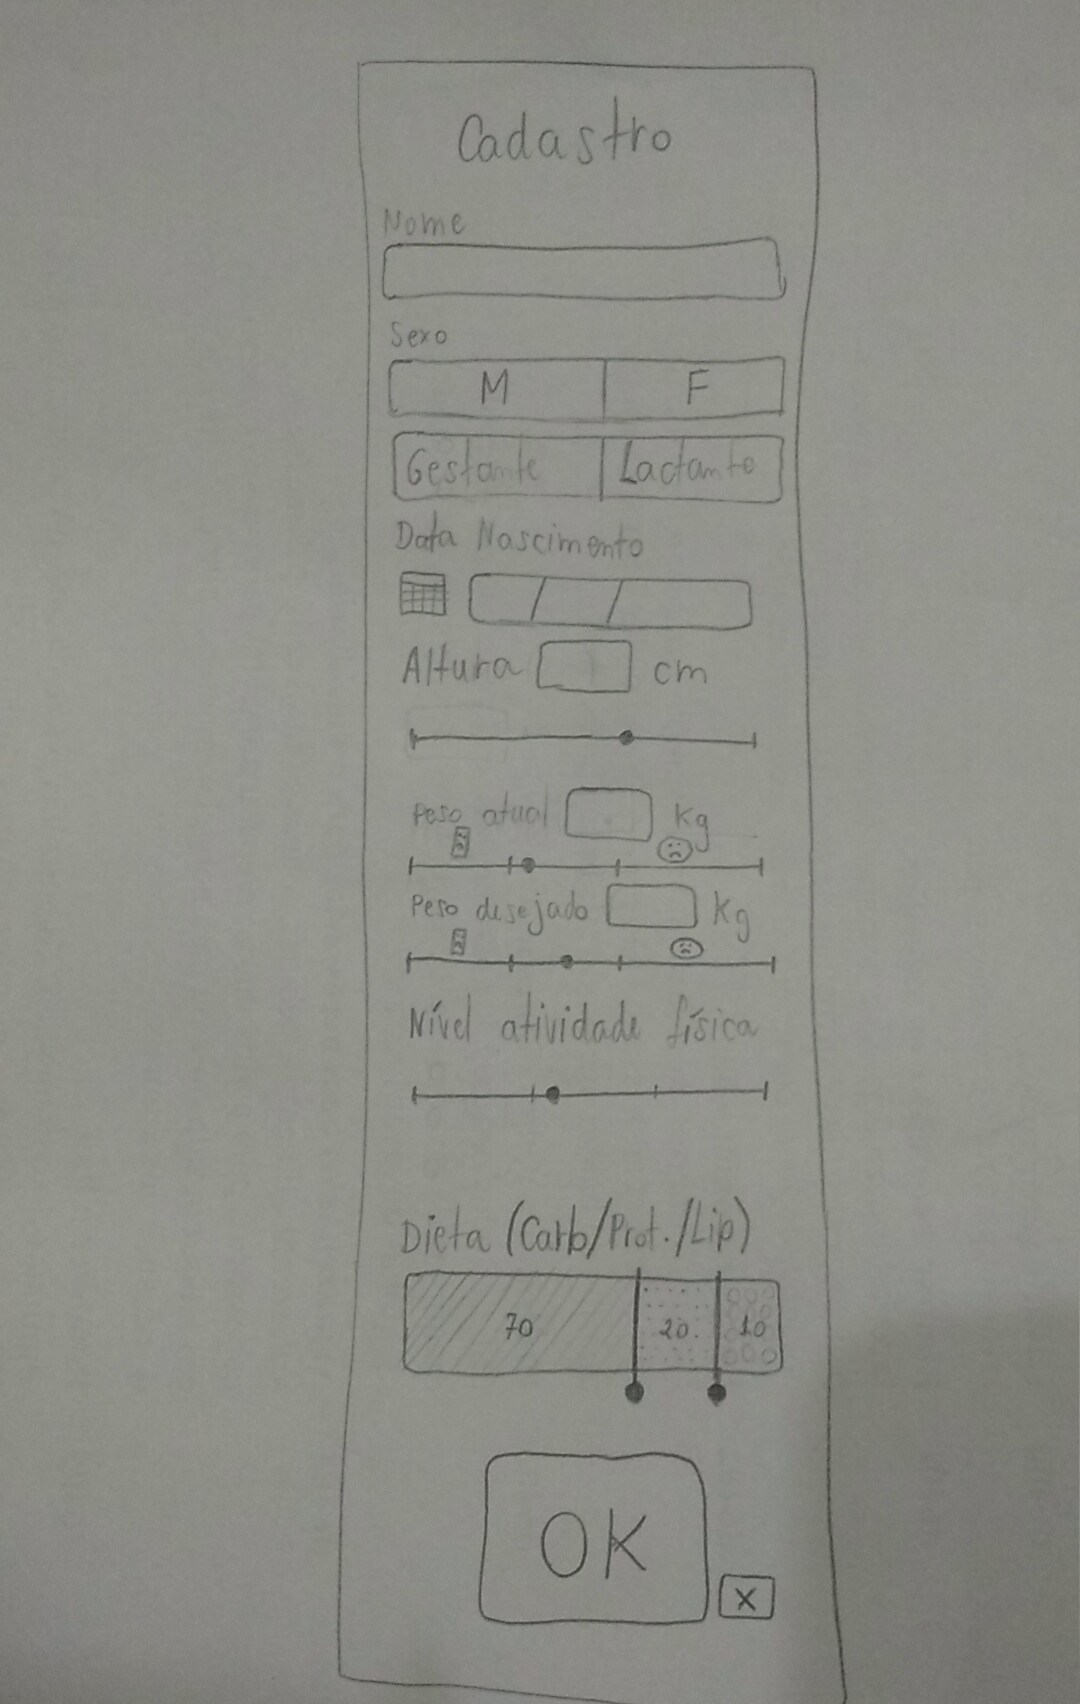 Cadastro
Nome
Sexo
M F
Gestante Lactante
Data Nascimento
/ /
Altura cm
Peso atual Kg
Peso desejado Kg
Nível atividade física
Dieta (Carb/Prot./Lip)
70 20. 10
OK
X